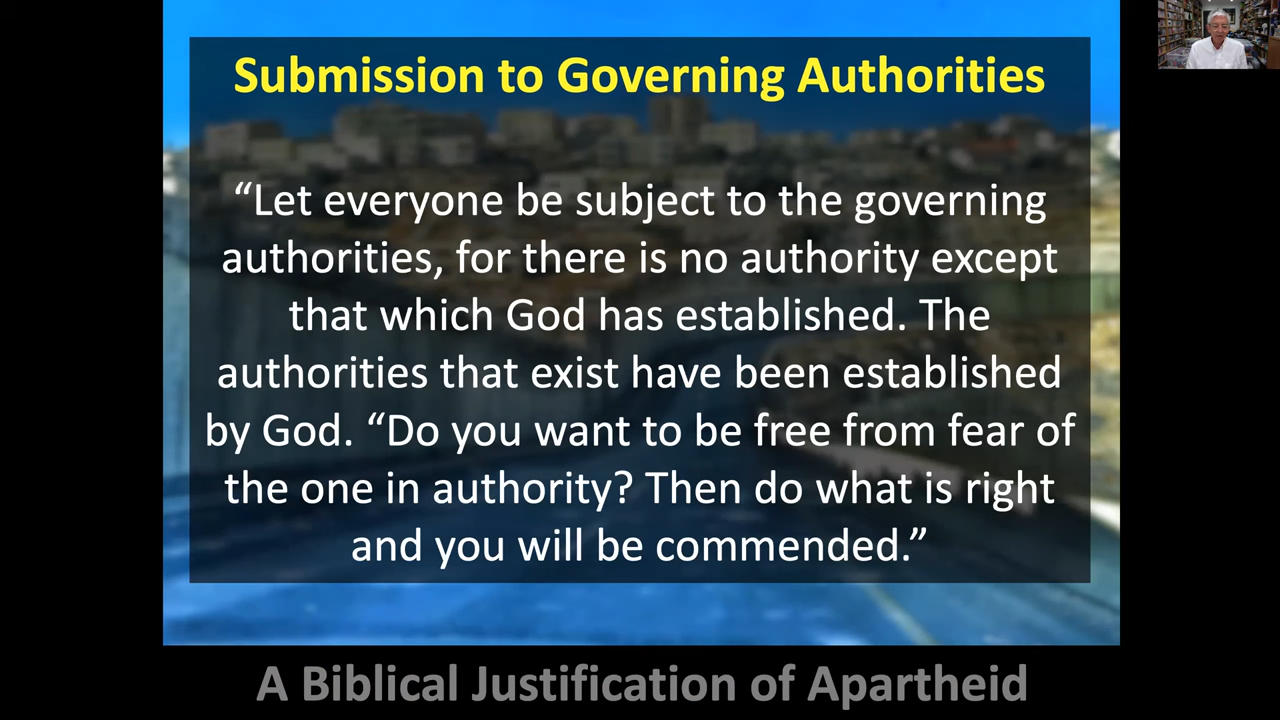 Submission to Governing Authorities
“Let everyone be subject to the governing
authorities, for there is no authority except
that which God has established. The
authorities that exist have been established
by God. “Do you want to be free from fear of
the one in authority? Then do what is right
and you will be commended.”
A Biblical Justification of Apartheid